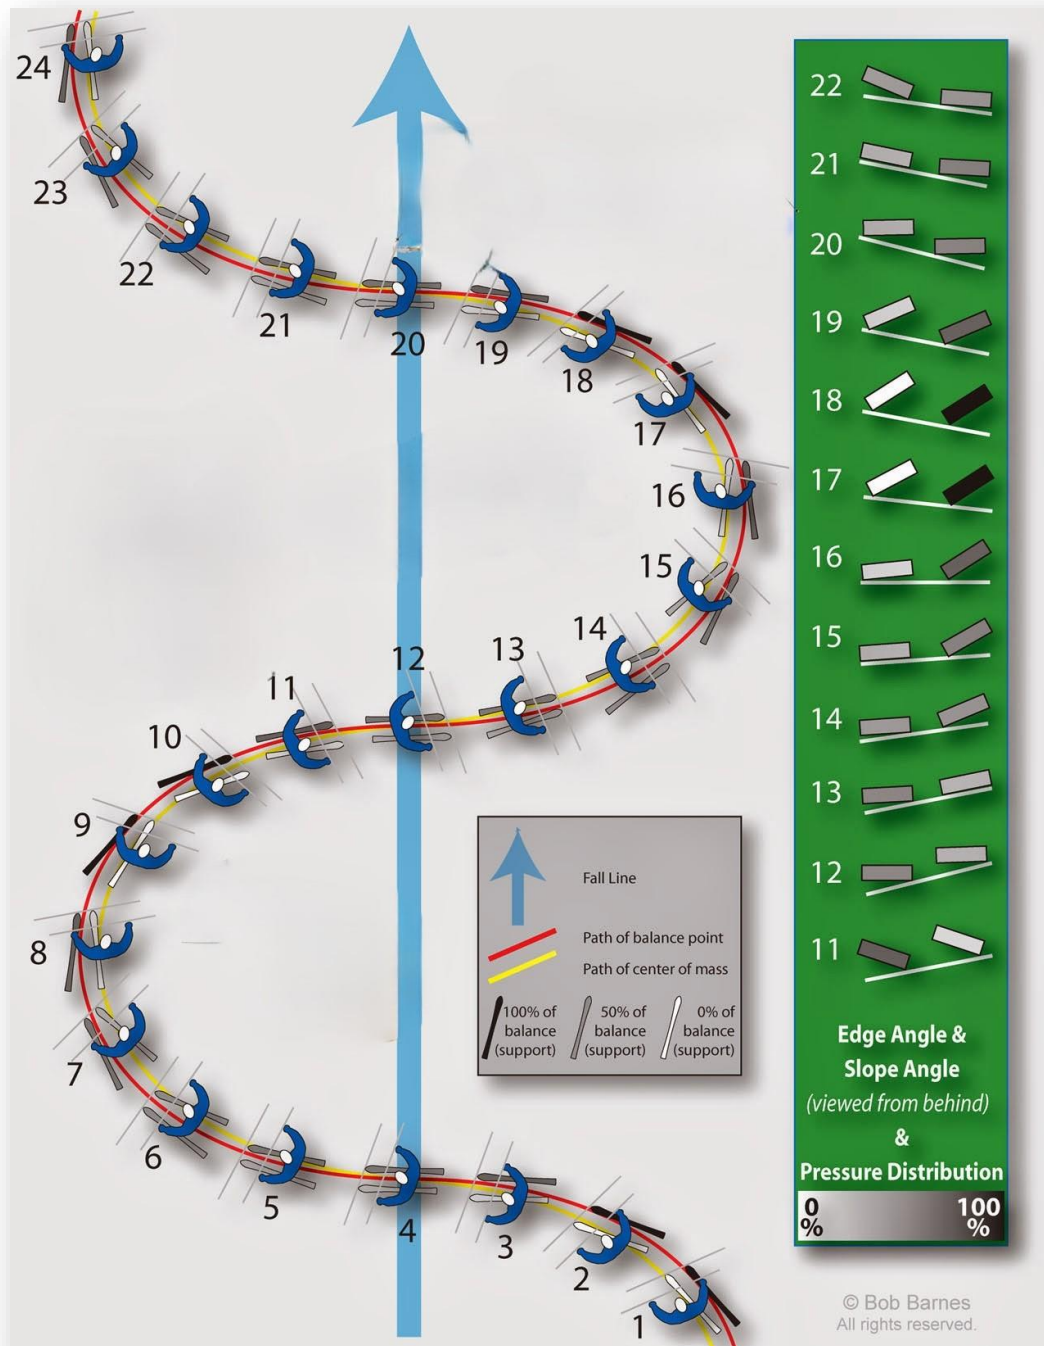 24
23
22
21
20
19
18
17
16
15
14
13
12
11
10
9
8
7
6
5
4
3
2
1
Fall Line
Path of balance point
Path of center of mass
100% of
balance
(support)
50% of
balance
(support)
0% of
balance
(support)
22
21
20
19
18
17
16
15
14
13
12
11
Edge Angle &
Slope Angle
(viewed from behind)
&
Pressure Distribution
0
%
100
%
© Bob Barnes
All rights reserved.